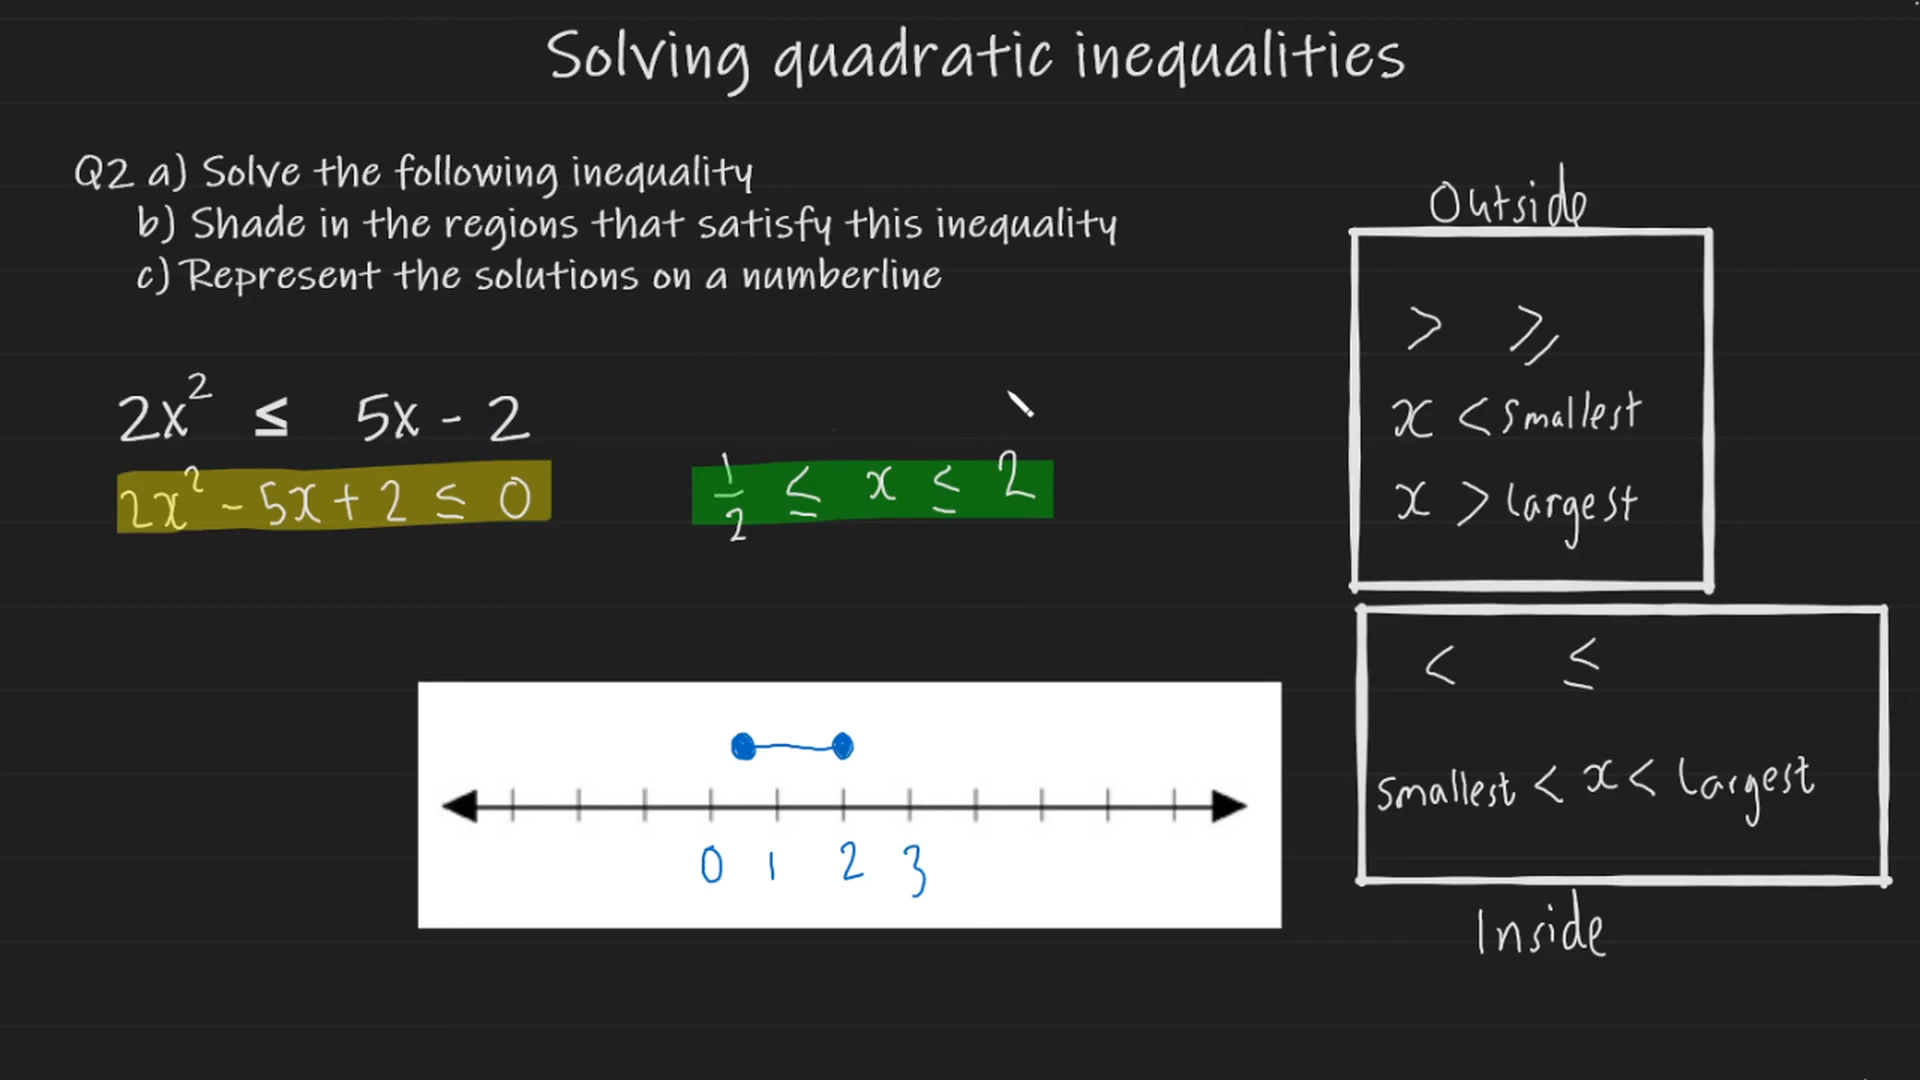 Solving quadratic inequalities
Q2 a) Solve the following inequality
b) Shade in the regions that satisfy this inequality
c) Represent the solutions on a numberline
2x² ≤ 5x - 2
2x² - 5x + 2 ≤ 0
1/2 ≤ x ≤ 2
0 1 2 3
Outside
> ≥
x < smallest
x > largest
< ≤
smallest < x < largest
Inside